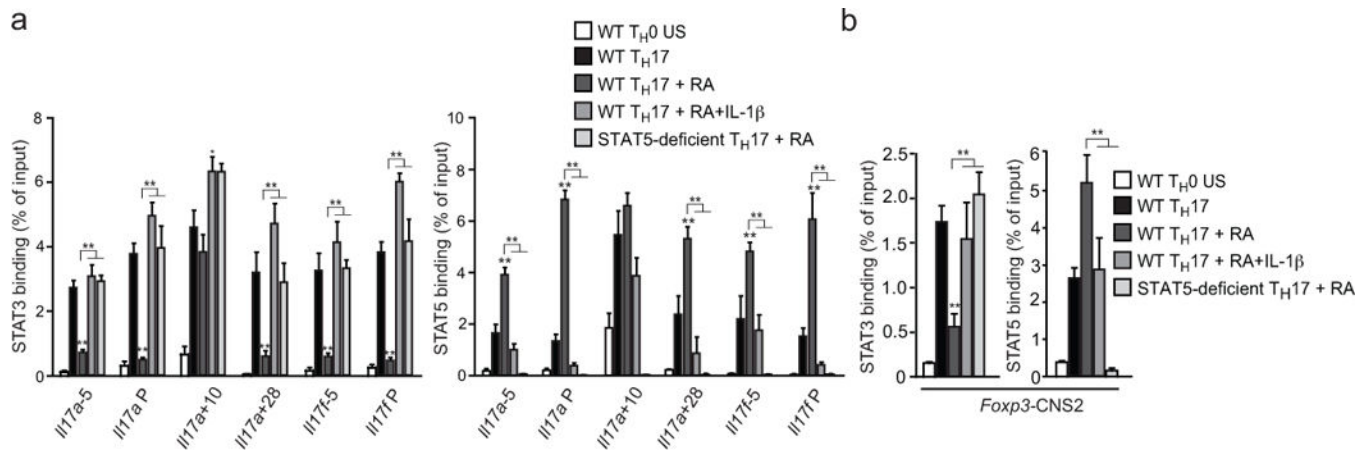 a
b
WT TH0 US
WT TH17
WT TH17 + RA
WT TH17 + RA+IL-1β
STAT5-deficient TH17 + RA
STAT3 binding (% of input)
8
6
4
2
0
**
**
**
**
*
**
**
**
**
**
**
Il17a-5
Il17a P
Il17a+10
Il17a+28
Il17f-5
Il17f P
STAT5 binding (% of input)
10
8
6
4
2
0
**
**
**
**
**
**
**
**
**
**
Il17a-5
Il17a P
Il17a+10
Il17a+28
Il17f-5
Il17f P
STAT3 binding (% of input)
2.5
2.0
1.5
1.0
0.5
0
**
**
STAT5 binding (% of input)
6
5
4
3
2
1
0
**
WT TH0 US
WT TH17
WT TH17 + RA
WT TH17 + RA+IL-1β
STAT5-deficient TH17 + RA
Foxp3-CNS2